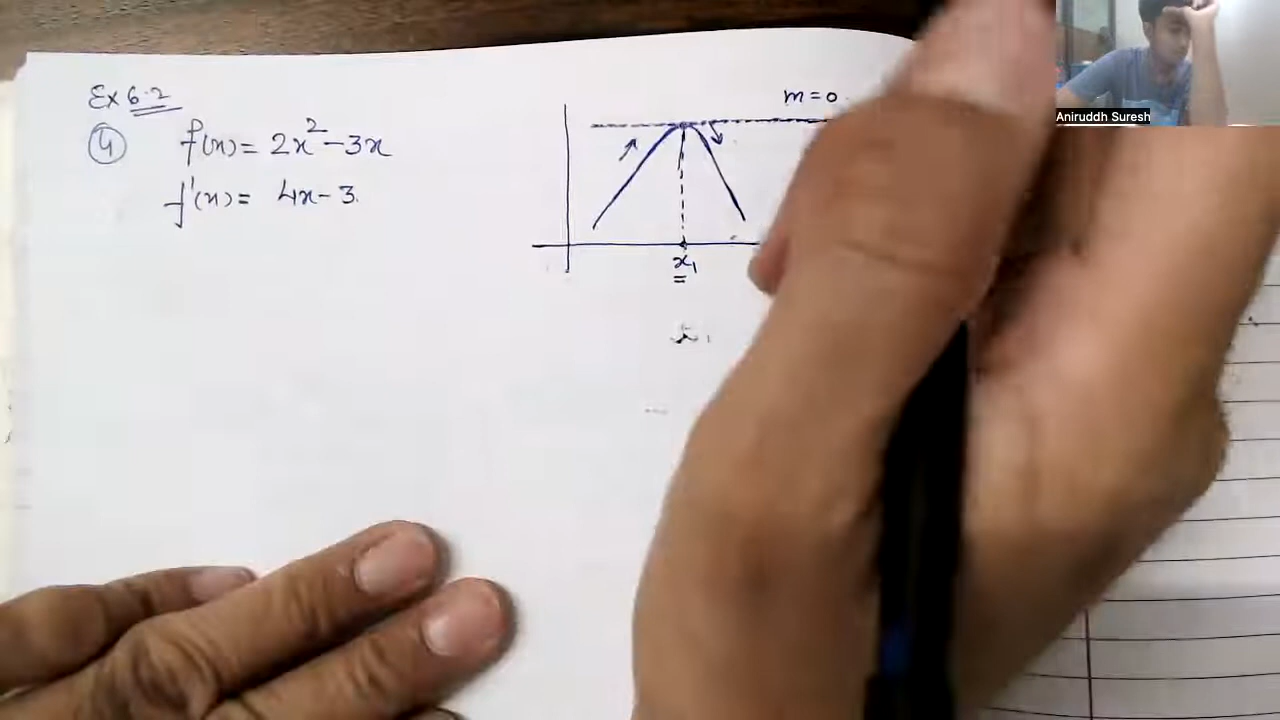 Ex 6.2
④ f(x) = 2x² - 3x
f'(x) = 4x - 3.
m = 0.
x₁
=
Aniruddh Suresh